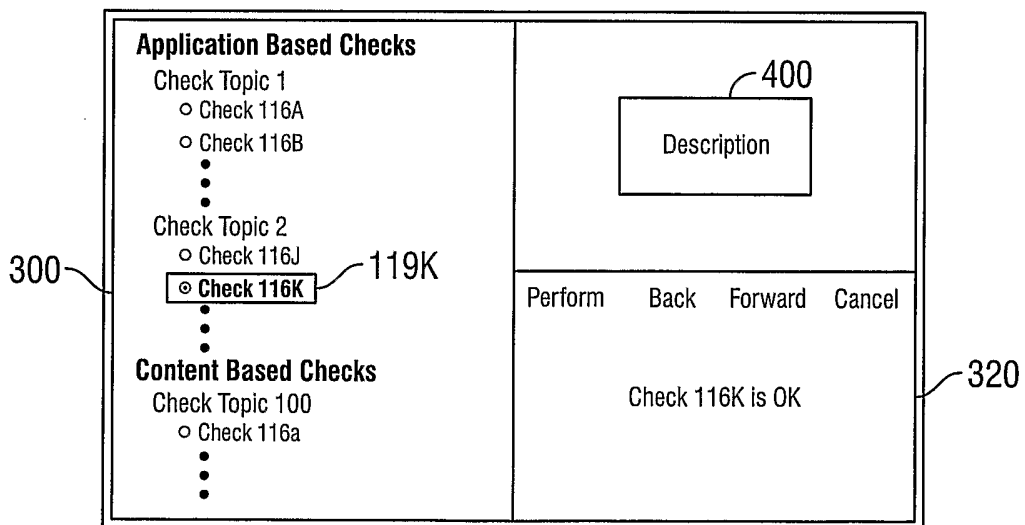 Application Based Checks
Check Topic 1
Check 116A
Check 116B
Check Topic 2
Check 116J
Check 116K
Content Based Checks
Check Topic 100
Check 116a
300
119K
400
Description
Perform Back Forward Cancel
Check 116K is OK
320